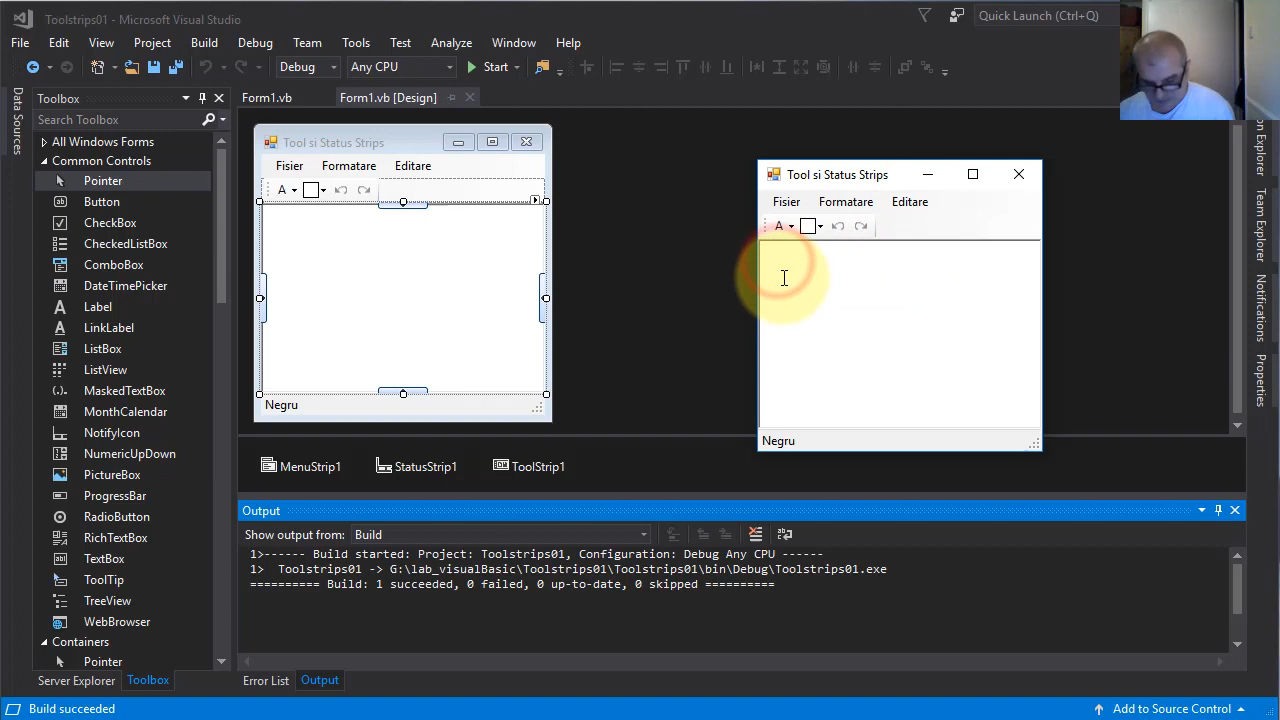 Toolstrips01 - Microsoft Visual Studio
Quick Launch (Ctrl+Q)
File Edit View Project Build Debug Team Tools Test Analyze Window Help
Debug Any CPU Start
Data Sources
Toolbox
Search Toolbox
All Windows Forms
Common Controls
Pointer
Button
CheckBox
CheckedListBox
ComboBox
DateTimePicker
Label
LinkLabel
ListBox
ListView
MaskedTextBox
MonthCalendar
NotifyIcon
NumericUpDown
PictureBox
ProgressBar
RadioButton
RichTextBox
TextBox
ToolTip
TreeView
WebBrowser
Containers
Pointer
Server Explorer Toolbox
Form1.vb Form1.vb [Design]
Tool si Status Strips
Fisier Formatare Editare
A
Negru
Tool si Status Strips
Fisier Formatare Editare
A
Negru
MenuStrip1 StatusStrip1 ToolStrip1
Output
Show output from: Build
1>------ Build started: Project: Toolstrips01, Configuration: Debug Any CPU ------
1> Toolstrips01 -> G:\lab_visualBasic\Toolstrips01\Toolstrips01\bin\Debug\Toolstrips01.exe
========== Build: 1 succeeded, 0 failed, 0 up-to-date, 0 skipped ==========
Error List Output
Explorer
Team Explorer
Notifications
Properties
Build succeeded
Add to Source Control